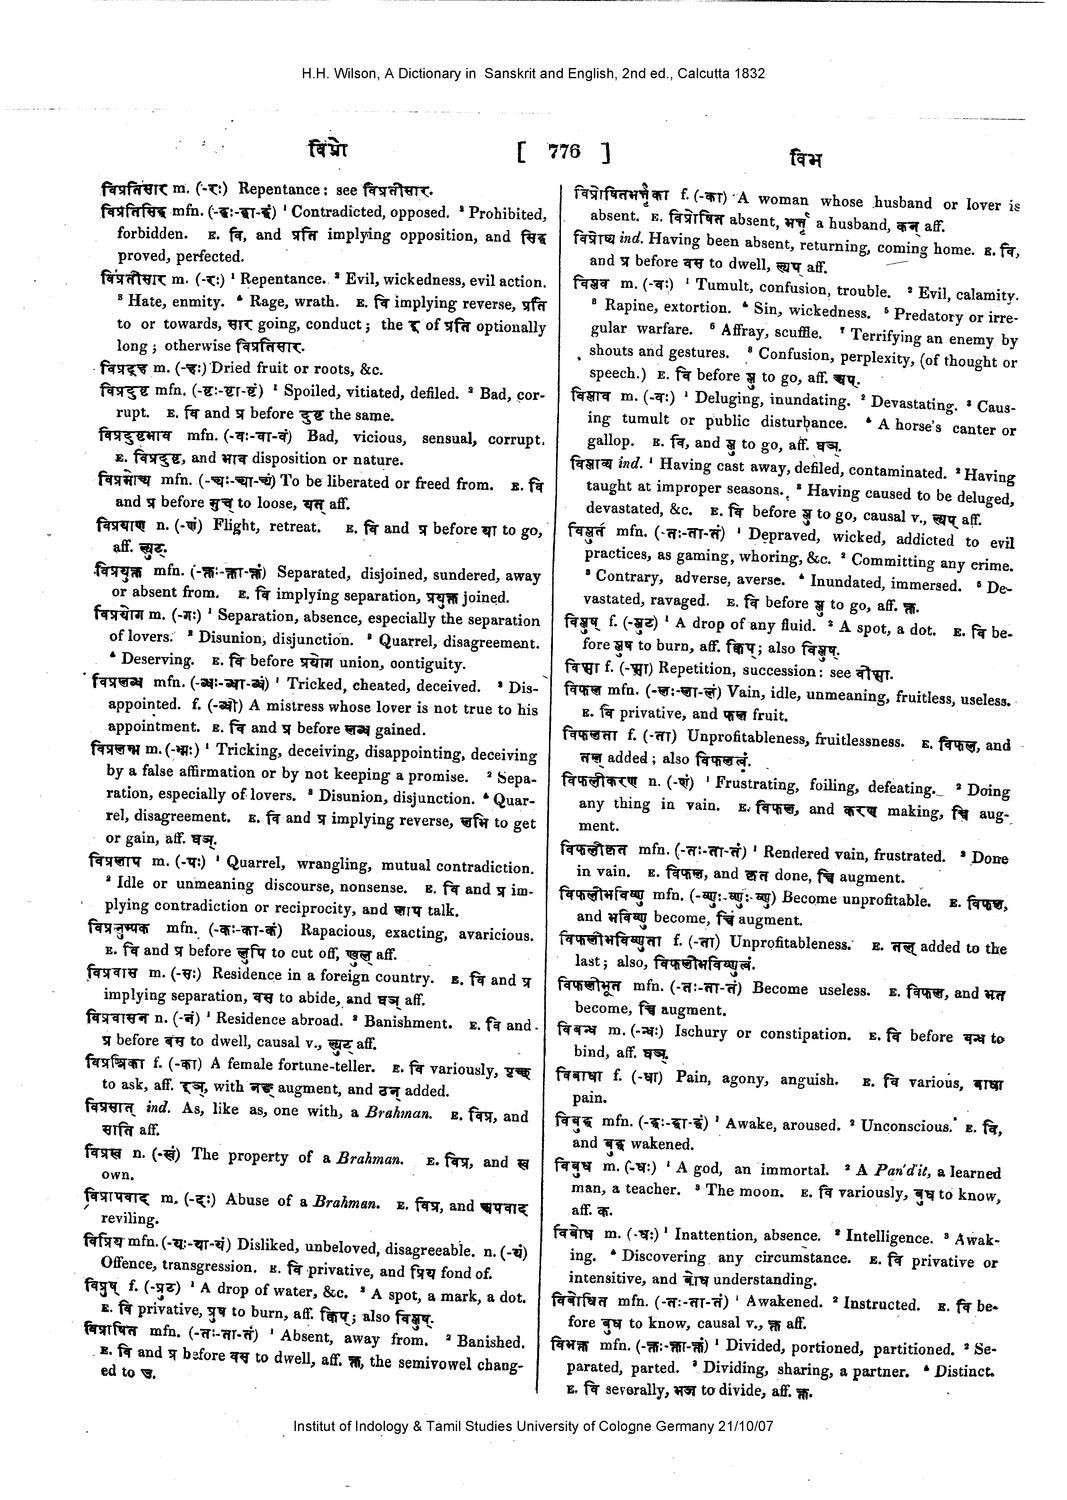 H.H. Wilson, A Dictionary in Sanskrit and English, 2nd ed., Calcutta 1832
विप्रो [ 776 ] विभ
विप्रतिसार m. (-रः) Repentance: see विप्रतीसार.
विप्रतिसिद्ध mfn. (-द्धः-द्धा-द्धं) ¹ Contradicted, opposed. ² Prohibited,
forbidden. E. वि, and प्रति implying opposition, and सिद्ध
proved, perfected.
विप्रतीसार m. (-रः) ¹ Repentance. ² Evil, wickedness, evil action.
³ Hate, enmity. ⁴ Rage, wrath. E. वि implying reverse, प्रति
to or towards, सार going, conduct; the इ of प्रति optionally
long; otherwise विप्रतिसार.
विप्रदुह m. (-हः) Dried fruit or roots, &c.
विप्रदुष्ट mfn. (-ष्टः-ष्टा-ष्टं) ¹ Spoiled, vitiated, defiled. ² Bad, cor-
rupt. E. वि and प्र before दुष्ट the same.
विप्रदुष्टभाव mfn. (-वः-वा-वं) Bad, vicious, sensual, corrupt.
E. विप्रदुष्ट, and भाव disposition or nature.
विप्रमोच्य mfn. (-च्यः-च्या-च्यं) To be liberated or freed from. E. वि
and प्र before मुच् to loose, यत् aff.
विप्रयाण n. (-णं) Flight, retreat. E. वि and प्र before या to go,
aff. ल्युट्.
विप्रयुक्त mfn. (-क्तः-क्ता-क्तं) Separated, disjoined, sundered, away
or absent from. E. वि implying separation, प्रयुक्त joined.
विप्रयोग m. (-गः) ¹ Separation, absence, especially the separation
of lovers. ² Disunion, disjunction. ³ Quarrel, disagreement.
⁴ Deserving. E. वि before प्रयोग union, contiguity.
विप्रलब्ध mfn. (-ब्धः-ब्धा-ब्धं) ¹ Tricked, cheated, deceived. ² Dis-
appointed. f. (-ब्धा) A mistress whose lover is not true to his
appointment. E. वि and प्र before लब्ध gained.
विप्रलम्भ m. (-म्भः) ¹ Tricking, deceiving, disappointing, deceiving
by a false affirmation or by not keeping a promise. ² Sepa-
ration, especially of lovers. ³ Disunion, disjunction. ⁴ Quar-
rel, disagreement. E. वि and प्र implying reverse, लभि to get
or gain, aff. घञ्.
विप्रलाप m. (-पः) ¹ Quarrel, wrangling, mutual contradiction.
² Idle or unmeaning discourse, nonsense. E. वि and प्र im-
plying contradiction or reciprocity, and लाप talk.
विप्रलुम्पक mfn. (-कः-का-कं) Rapacious, exacting, avaricious.
E. वि and प्र before लुपि to cut off, वुल् aff.
विप्रवास m. (-सः) Residence in a foreign country. E. वि and प्र
implying separation, वस to abide, and घञ् aff.
विप्रवासन n. (-नं) ¹ Residence abroad. ² Banishment. E. वि and
प्र before वस to dwell, causal v., ल्युट् aff.
विप्रश्निका f. (-का) A female fortune-teller. E. वि variously, प्रच्छ
to ask, aff. नङ्, with नङ् augment, and ठन् added.
विप्रसात् ind. As, like as, one with, a Brahman. E. विप्र, and
साति aff.
विप्रस्व n. (-स्वं) The property of a Brahman. E. विप्र, and स्व
own.
विप्रापवाद m. (-दः) Abuse of a Brahman. E. विप्र, and अपवाद
reviling.
विप्रिय mfn. (-यः-या-यं) Disliked, unbeloved, disagreeable. n. (-यं)
Offence, transgression. E. वि privative, and प्रिय fond of.
विप्रुष् f. (-प्रुट) ¹ A drop of water, &c. ² A spot, a mark, a dot.
E. वि privative, प्रुष to burn, aff. क्विप्; also विप्लुष्.
विप्रोषित mfn. (-तः-ता-तं) ¹ Absent, away from. ² Banished.
E. वि and प्र before वस to dwell, aff. क्त, the semivowel chang-
ed to उ.
विप्रोषितभर्तृका f. (-का) A woman whose husband or lover is
absent. E. विप्रोषित absent, भर्त्तृ a husband, कन् aff.
विप्रोष्य ind. Having been absent, returning, coming home. E. वि,
and प्र before वस to dwell, ल्यप् aff.
विप्लव m. (-वः) ¹ Tumult, confusion, trouble. ² Evil, calamity.
³ Rapine, extortion. ⁴ Sin, wickedness. ⁵ Predatory or irre-
gular warfare. ⁶ Affray, scuffle. ⁷ Terrifying an enemy by
shouts and gestures. ⁸ Confusion, perplexity, (of thought or
speech.) E. वि before प्लु to go, aff. अप्.
विप्लाव m. (-वः) ¹ Deluging, inundating. ² Devastating. ³ Caus-
ing tumult or public disturbance. ⁴ A horse's canter or
gallop. E. वि, and प्लु to go, aff. घञ्.
विप्लाव्य ind. ¹ Having cast away, defiled, contaminated. ² Having
taught at improper seasons. ³ Having caused to be deluged,
devastated, &c. E. वि before प्लु to go, causal v., ल्यप् aff.
विप्लुत mfn. (-तः-ता-तं) ¹ Depraved, wicked, addicted to evil
practices, as gaming, whoring, &c. ² Committing any crime.
³ Contrary, adverse, averse. ⁴ Inundated, immersed. ⁵ De-
vastated, ravaged. E. वि before प्लु to go, aff. क्त.
विप्लुष् f. (-प्लुट) ¹ A drop of any fluid. ² A spot, a dot. E. वि be-
fore प्लुष to burn, aff. क्विप्; also विप्रुष्.
विप्सा f. (-प्सा) Repetition, succession: see वीप्सा.
विफल mfn. (-लः-ला-लं) Vain, idle, unmeaning, fruitless, useless.
E. वि privative, and फल fruit.
विफलता f. (-ता) Unprofitableness, fruitlessness. E. विफल, and
तल् added; also विफलत्वं.
विफलीकरण n. (-णं) ¹ Frustrating, foiling, defeating. ² Doing
any thing in vain. E. विफल, and करण making, च्वि aug-
ment.
विफलीकृत mfn. (-तः-ता-तं) ¹ Rendered vain, frustrated. ² Done
in vain. E. विफल, and कृत done, च्वि augment.
विफलीभविष्णु mfn. (-ष्णुः-ष्णुः-ष्णु) Become unprofitable. E. विफल,
and भविष्णु become, च्वि augment.
विफलीभविष्णुता f. (-ता) Unprofitableness. E. तल् added to the
last; also, विफलीभविष्णुत्वं.
विफलीभूत mfn. (-तः-ता-तं) Become useless. E. विफल, and भूत
become, च्वि augment.
विबन्ध m. (-न्धः) Ischury or constipation. E. वि before बन्ध to
bind, aff. घञ्.
विबाधा f. (-धा) Pain, agony, anguish. E. वि various, बाधा
pain.
विबुद्ध mfn. (-द्धः-द्धा-द्धं) ¹ Awake, aroused. ² Unconscious. E. वि,
and बुद्ध wakened.
विबुध m. (-धः) ¹ A god, an immortal. ² A Pan'dit, a learned
man, a teacher. ³ The moon. E. वि variously, बुध to know,
aff. क.
विबोध m. (-धः) ¹ Inattention, absence. ² Intelligence. ³ Awak-
ing. ⁴ Discovering any circumstance. E. वि privative or
intensitive, and बोध understanding.
विबोधित mfn. (-तः-ता-तं) ¹ Awakened. ² Instructed. E. वि be-
fore बुध to know, causal v., क्त aff.
विभक्त mfn. (-क्तः-क्ता-क्तं) ¹ Divided, portioned, partitioned. ² Se-
parated, parted. ³ Dividing, sharing, a partner. ⁴ Distinct.
E. वि severally, भज to divide, aff. क्त.
Institut of Indology & Tamil Studies University of Cologne Germany 21/10/07